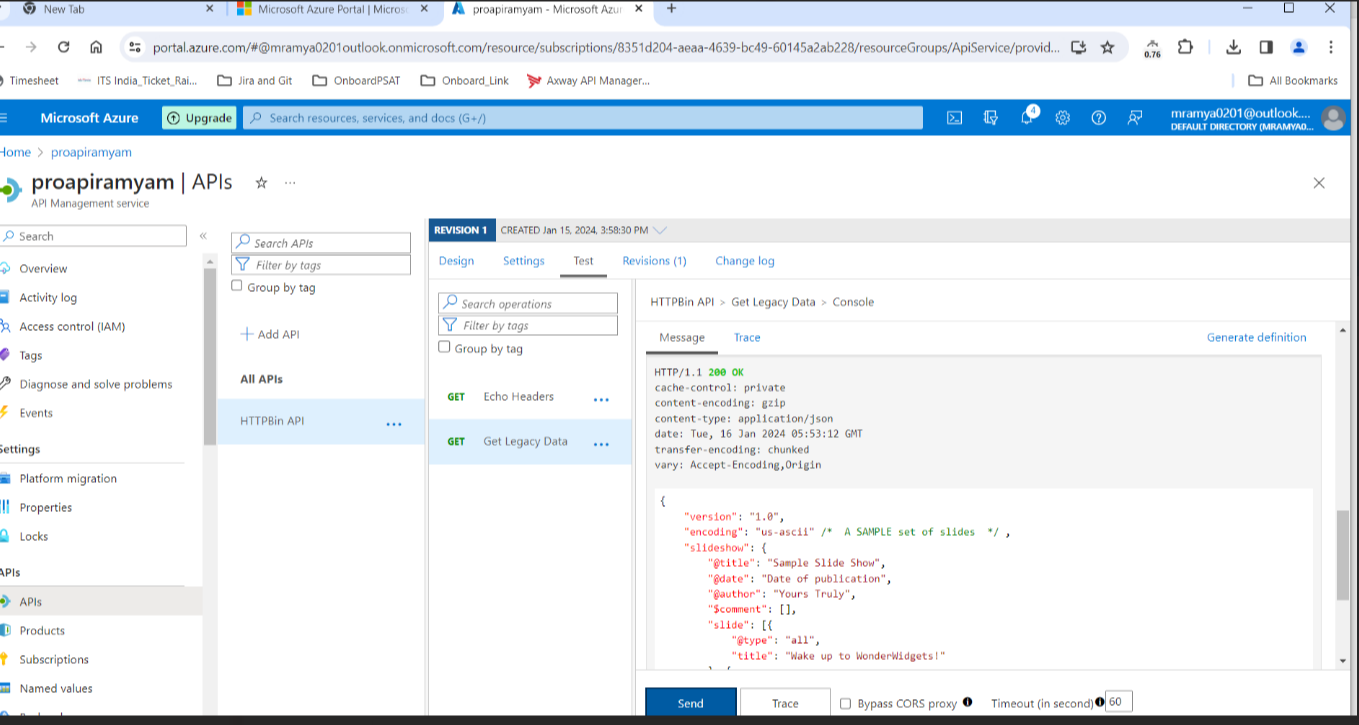 New Tab
Microsoft Azure Portal | Micros
proapiramyam - Microsoft Azur
portal.azure.com/#@mramya0201outlook.onmicrosoft.com/resource/subscriptions/8351d204-aeaa-4639-bc49-60145a2ab228/resourceGroups/ApiService/provid...
0.76
Timesheet
ITS India_Ticket_Rai...
Jira and Git
OnboardPSAT
Onboard_Link
Axway API Manager...
All Bookmarks
Microsoft Azure
Upgrade
Search resources, services, and docs (G+/)
4
mramya0201@outlook....
DEFAULT DIRECTORY (MRAMYA0...
Home > proapiramyam
proapiramyam | APIs
API Management service
Search
Overview
Activity log
Access control (IAM)
Tags
Diagnose and solve problems
Events
Settings
Platform migration
Properties
Locks
APIs
APIs
Products
Subscriptions
Named values
Search APIs
Filter by tags
Group by tag
+ Add API
All APIs
HTTPBin API
REVISION 1
CREATED Jan 15, 2024, 3:58:30 PM
Design
Settings
Test
Revisions (1)
Change log
Search operations
Filter by tags
Group by tag
GET Echo Headers
GET Get Legacy Data
HTTPBin API > Get Legacy Data > Console
Message
Trace
Generate definition
HTTP/1.1 200 OK
cache-control: private
content-encoding: gzip
content-type: application/json
date: Tue, 16 Jan 2024 05:53:12 GMT
transfer-encoding: chunked
vary: Accept-Encoding,Origin
{
"version": "1.0",
"encoding": "us-ascii" /*  A SAMPLE set of slides  */ ,
"slideshow": {
"@title": "Sample Slide Show",
"@date": "Date of publication",
"@author": "Yours Truly",
"$comment": [],
"slide": [{
"@type": "all",
"title": "Wake up to WonderWidgets!"
Send
Trace
Bypass CORS proxy
Timeout (in second)
60